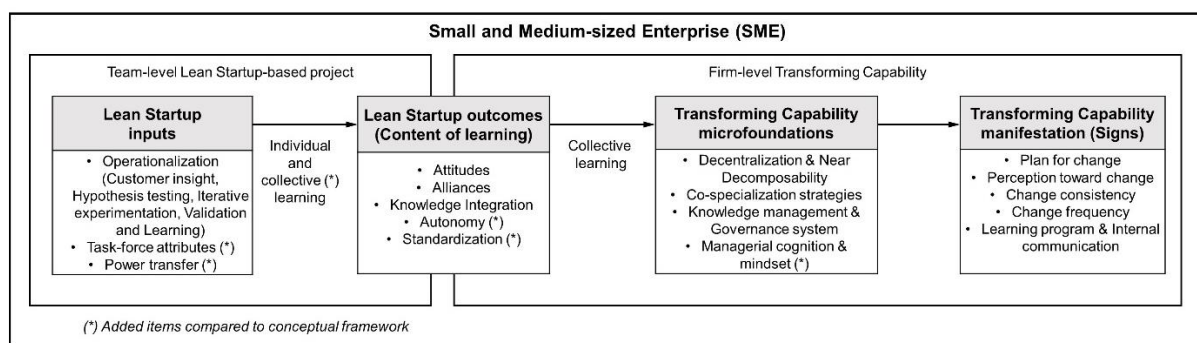 Small and Medium-sized Enterprise (SME)
Team-level Lean Startup-based project
Firm-level Transforming Capability
Lean Startup
inputs
• Operationalization
(Customer insight,
Hypothesis testing, Iterative
experimentation, Validation
and Learning)
• Task-force attributes (*)
• Power transfer (*)
Individual
and
collective (*)
learning
Lean Startup outcomes
(Content of learning)
• Attitudes
• Alliances
• Knowledge Integration
• Autonomy (*)
• Standardization (*)
Collective
learning
Transforming Capability
microfoundations
• Decentralization & Near
Decomposability
• Co-specialization strategies
• Knowledge management &
Governance system
• Managerial cognition &
mindset (*)
Transforming Capability
manifestation (Signs)
• Plan for change
• Perception toward change
• Change consistency
• Change frequency
• Learning program & Internal
communication
(*) Added items compared to conceptual framework